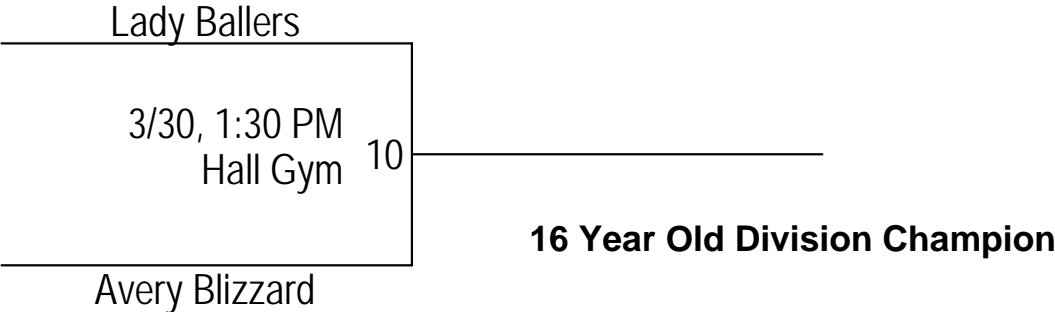 Lady Ballers
3/30, 1:30 PM
Hall Gym
10
16 Year Old Division Champion
Avery Blizzard